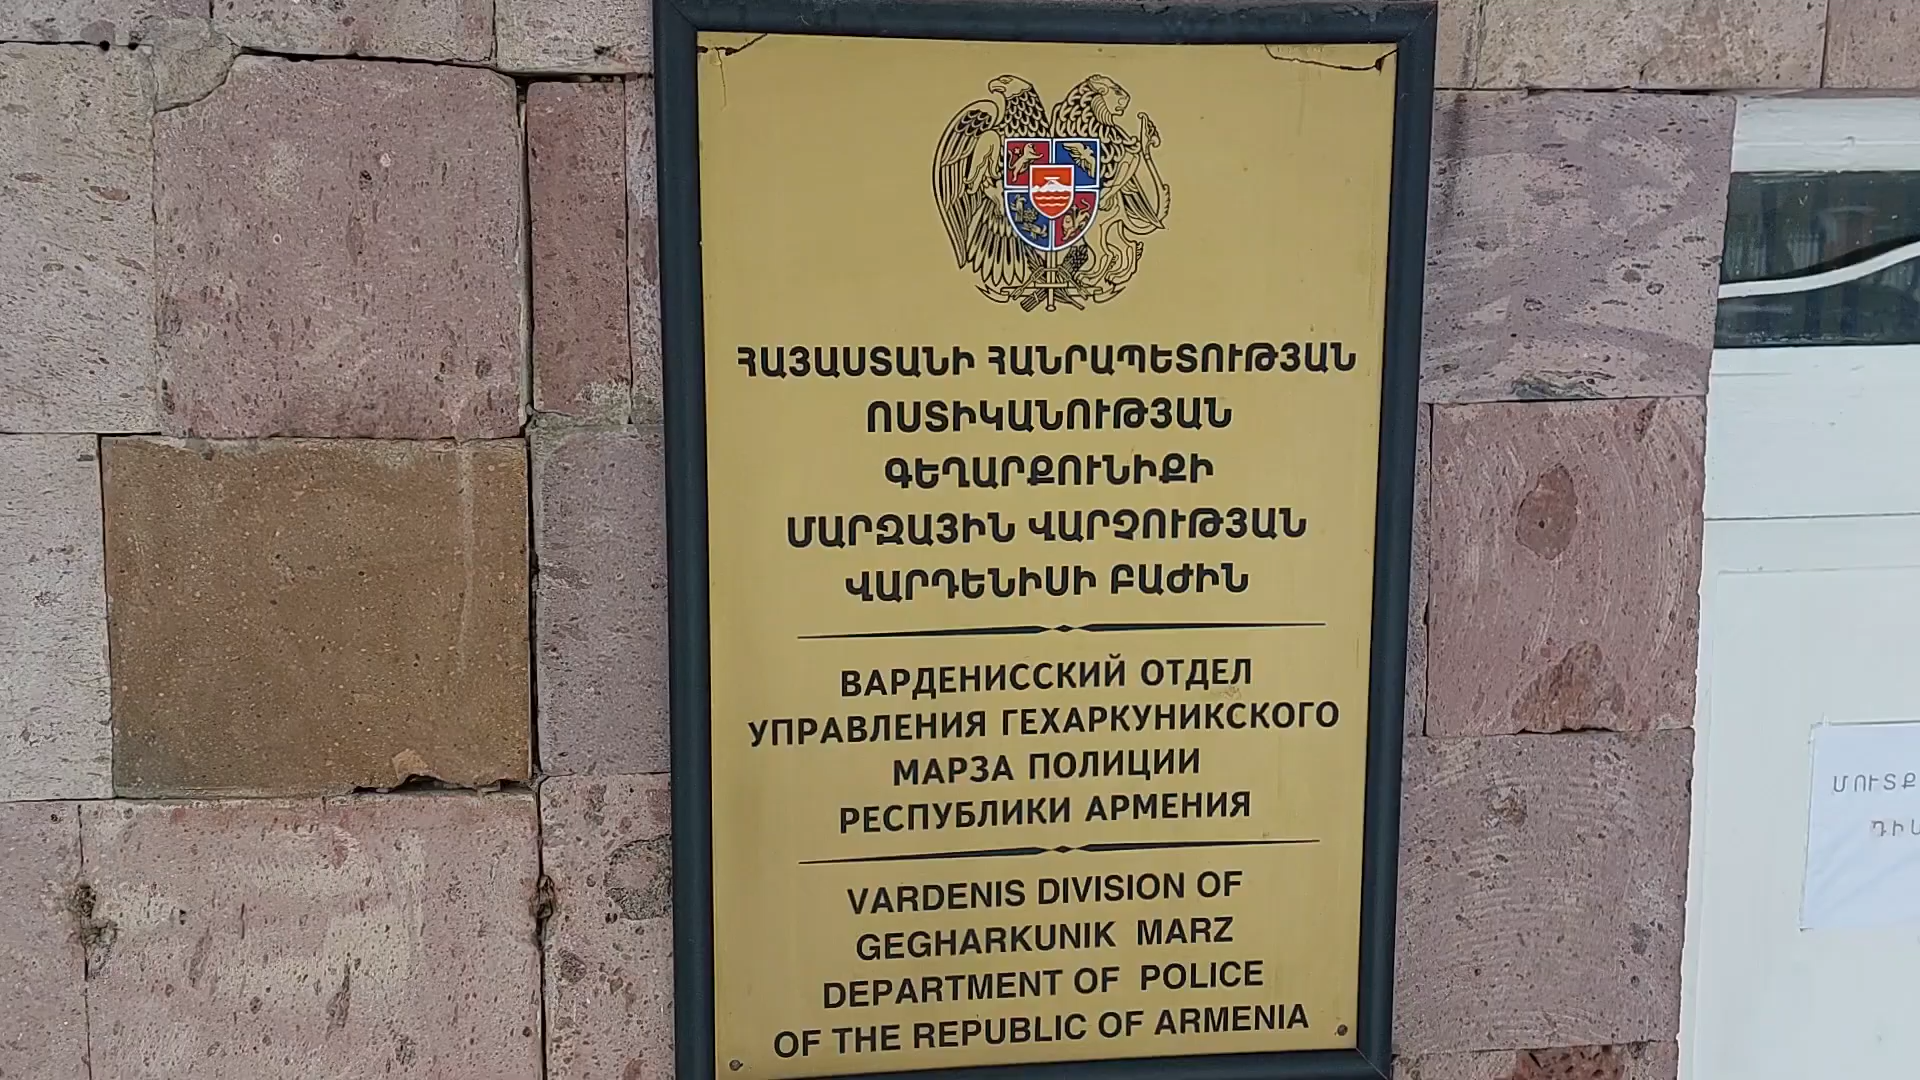 ՀԱՅԱՍՏԱՆԻ ՀԱՆՐԱՊԵՏՈՒԹՅԱՆ
ՈՍՏԻԿԱՆՈՒԹՅԱՆ
ԳԵՂԱՐՔՈՒՆԻՔԻ
ՄԱՐԶԱՅԻՆ ՎԱՐՉՈՒԹՅԱՆ
ՎԱՐԴԵՆԻՍԻ ԲԱԺԻՆ
ВАРДЕНИССКИЙ ОТДЕЛ
УПРАВЛЕНИЯ ГЕХАРКУНИКСКОГО
МАРЗА ПОЛИЦИИ
РЕСПУБЛИКИ АРМЕНИЯ
VARDENIS DIVISION OF
GEGHARKUNIK MARZ
DEPARTMENT OF POLICE
OF THE REPUBLIC OF ARMENIA